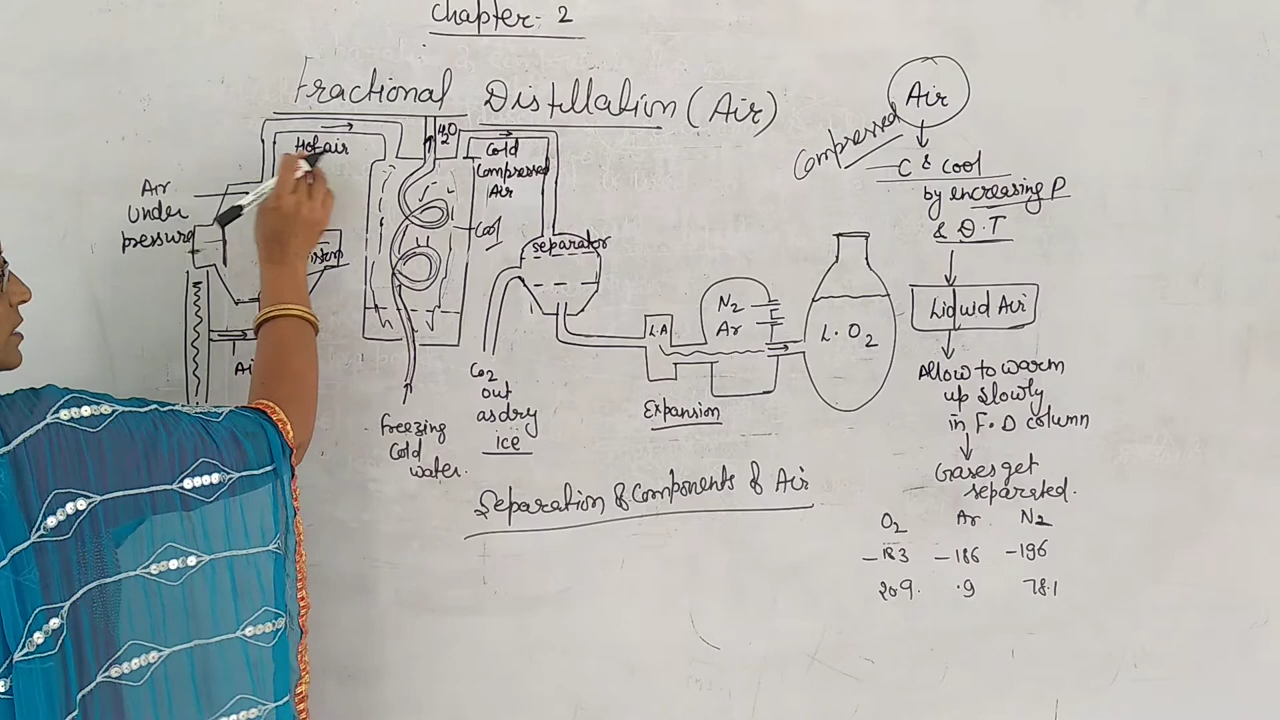 Chapter- 2
Fractional Distillation (Air)
Hot air
H2O
Cold
Compressed
Air
Air
Under
pressure
Cool
separator
Freezing
Cold
water.
Co2
out
as dry
ice
L.A
N2
Ar
Expansion
L. O2
Separation of Components of Air
Air
Compressed
C & cool
by increasing P
& D.T
Liquid Air
Allow to warm
up slowly
in F.D column
Gases get
separated.
O2 Ar. N2
-183 -186 -196
20.9. .9 78.1